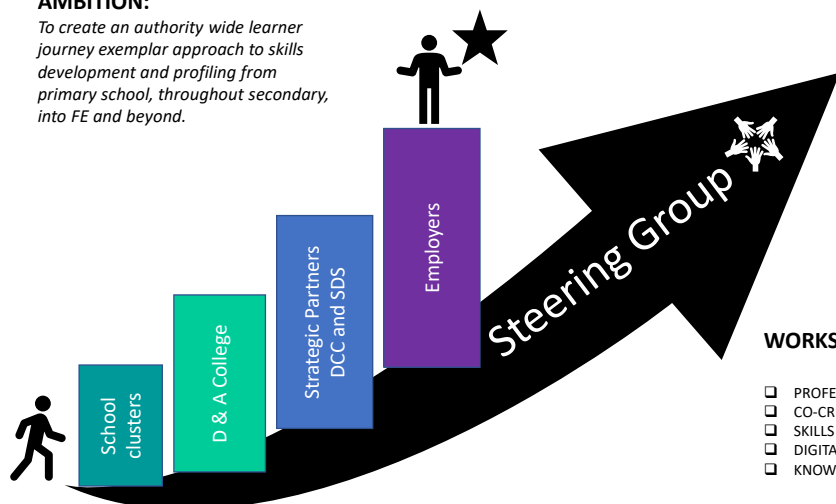 AMBITION:
To create an authority wide learner
journey exemplar approach to skills
development and profiling from
primary school, throughout secondary,
into FE and beyond.
School
clusters
D & A College
Strategic Partners
DCC and SDS
Employers
Steering Group
WORKS
PROFE
CO-CR
SKILLS
DIGITA
KNOW